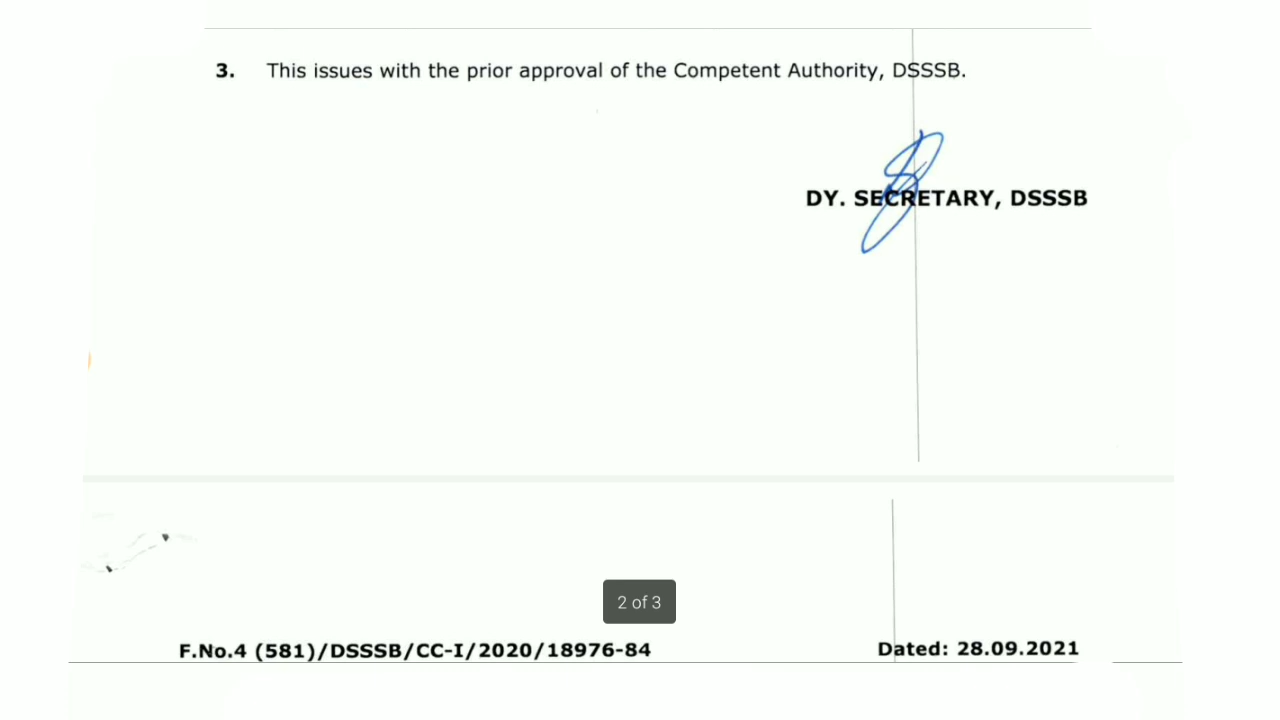 3. This issues with the prior approval of the Competent Authority, DSSSB.
DY. SECRETARY, DSSSB
2 of 3
F.No.4 (581)/DSSSB/CC-I/2020/18976-84 Dated: 28.09.2021